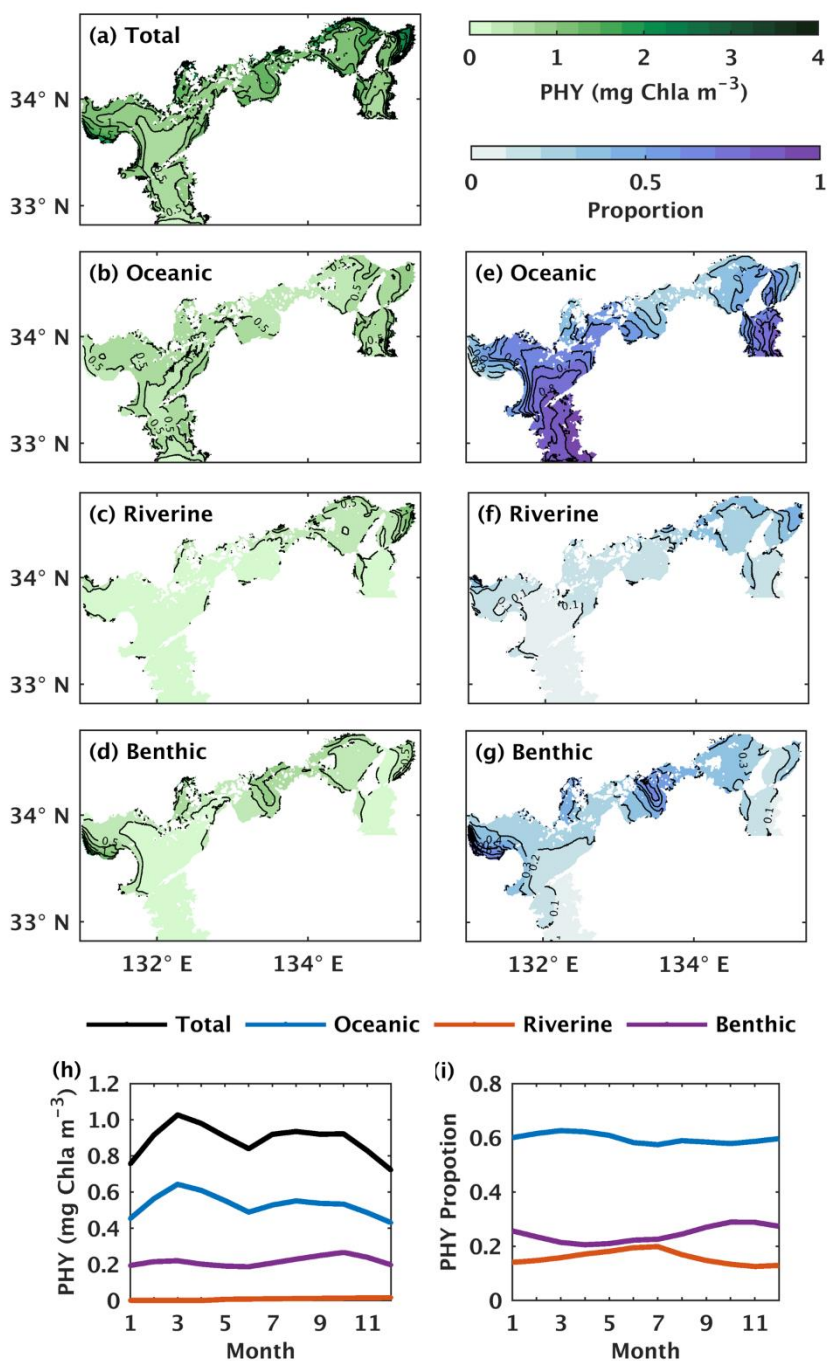 (a) Total
34° N
33° N
0 1 2 3 4
PHY (mg Chla m⁻³)
0 0.5 1
Proportion
0.5
(b) Oceanic
34° N
33° N
0.5
0.5
0.5
0.5
(e) Oceanic
(c) Riverine
34° N
33° N
0.5
(f) Riverine
0.1
0.1
(d) Benthic
34° N
33° N
132° E 134° E
0.5
(g) Benthic
0.3
0.1
0.2
0.3
0.1
132° E 134° E
Total Oceanic Riverine Benthic
(h)
PHY (mg Chla m⁻³)
1.2
1.0
0.8
0.6
0.4
0.2
0
1 3 5 7 9 11
Month
(i)
PHY Propotion
0.8
0.6
0.4
0.2
0
1 3 5 7 9 11
Month